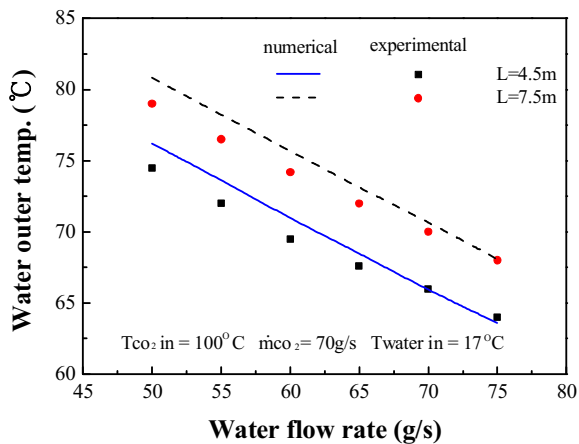 85
80
75
70
65
60
45 50 55 60 65 70 75 80
Water outer temp. (℃)
Water flow rate (g/s)
numerical experimental
L=4.5m
L=7.5m
Tco₂ in = 100°C ṁco₂ = 70g/s Twater in = 17°C